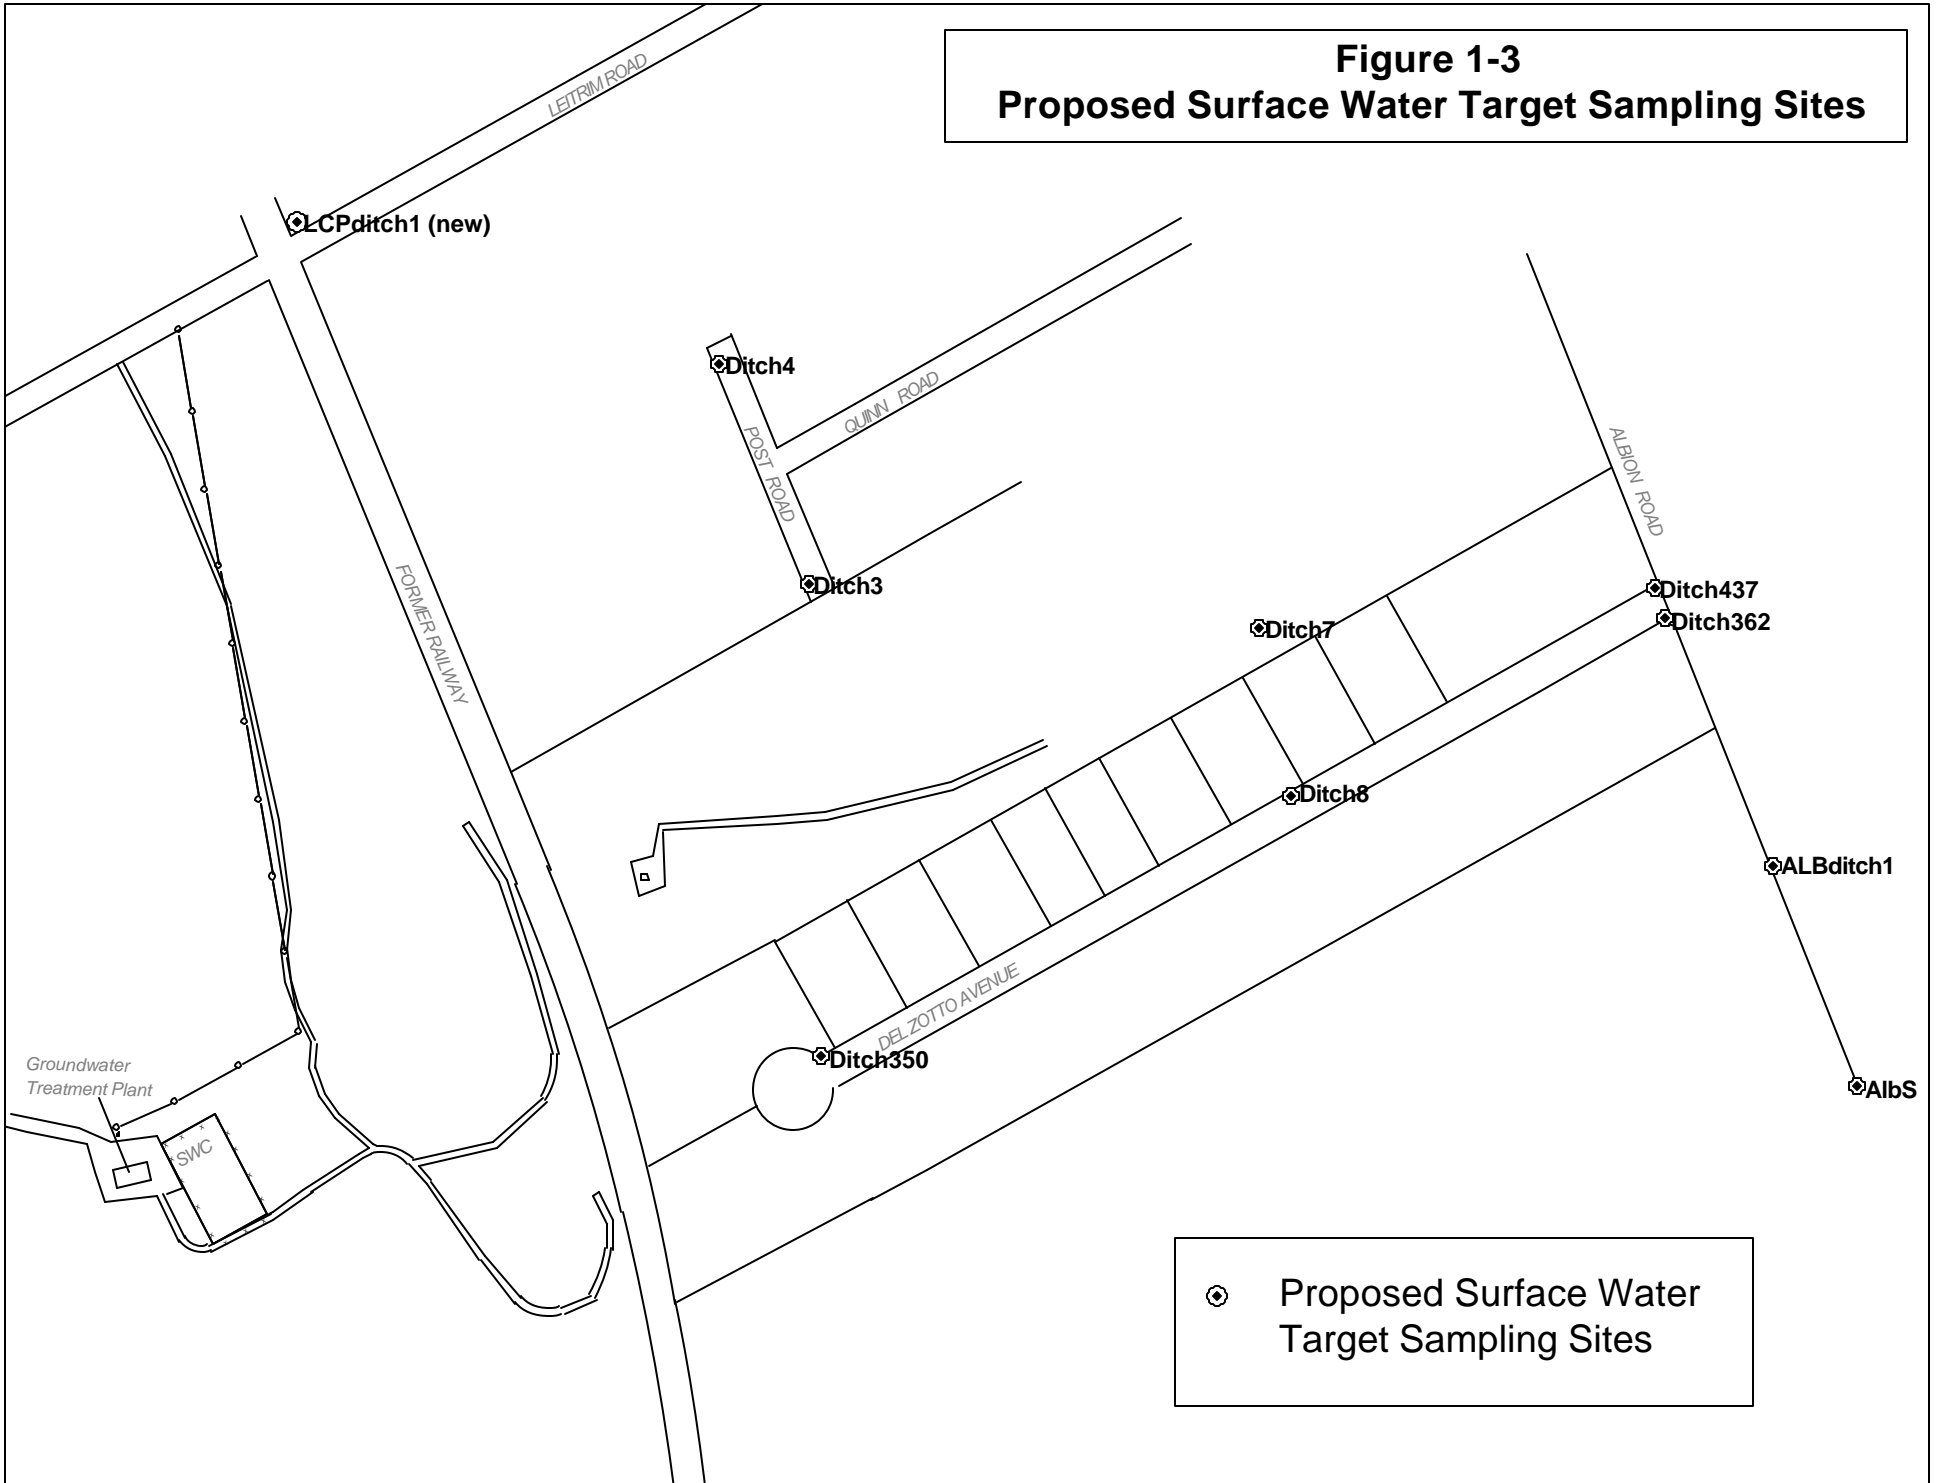 Figure 1-3
Proposed Surface Water Target Sampling Sites
LEITRIM ROAD
LCPditch1 (new)
Ditch4
QUINN ROAD
POST ROAD
ALBION ROAD
Ditch3
FORMER RAILWAY
Ditch437
Ditch362
Ditch7
Ditch8
ALBditch1
DELZOTTO AVENUE
Ditch350
AlbS
Groundwater
Treatment Plant
SWC
Proposed Surface Water
Target Sampling Sites